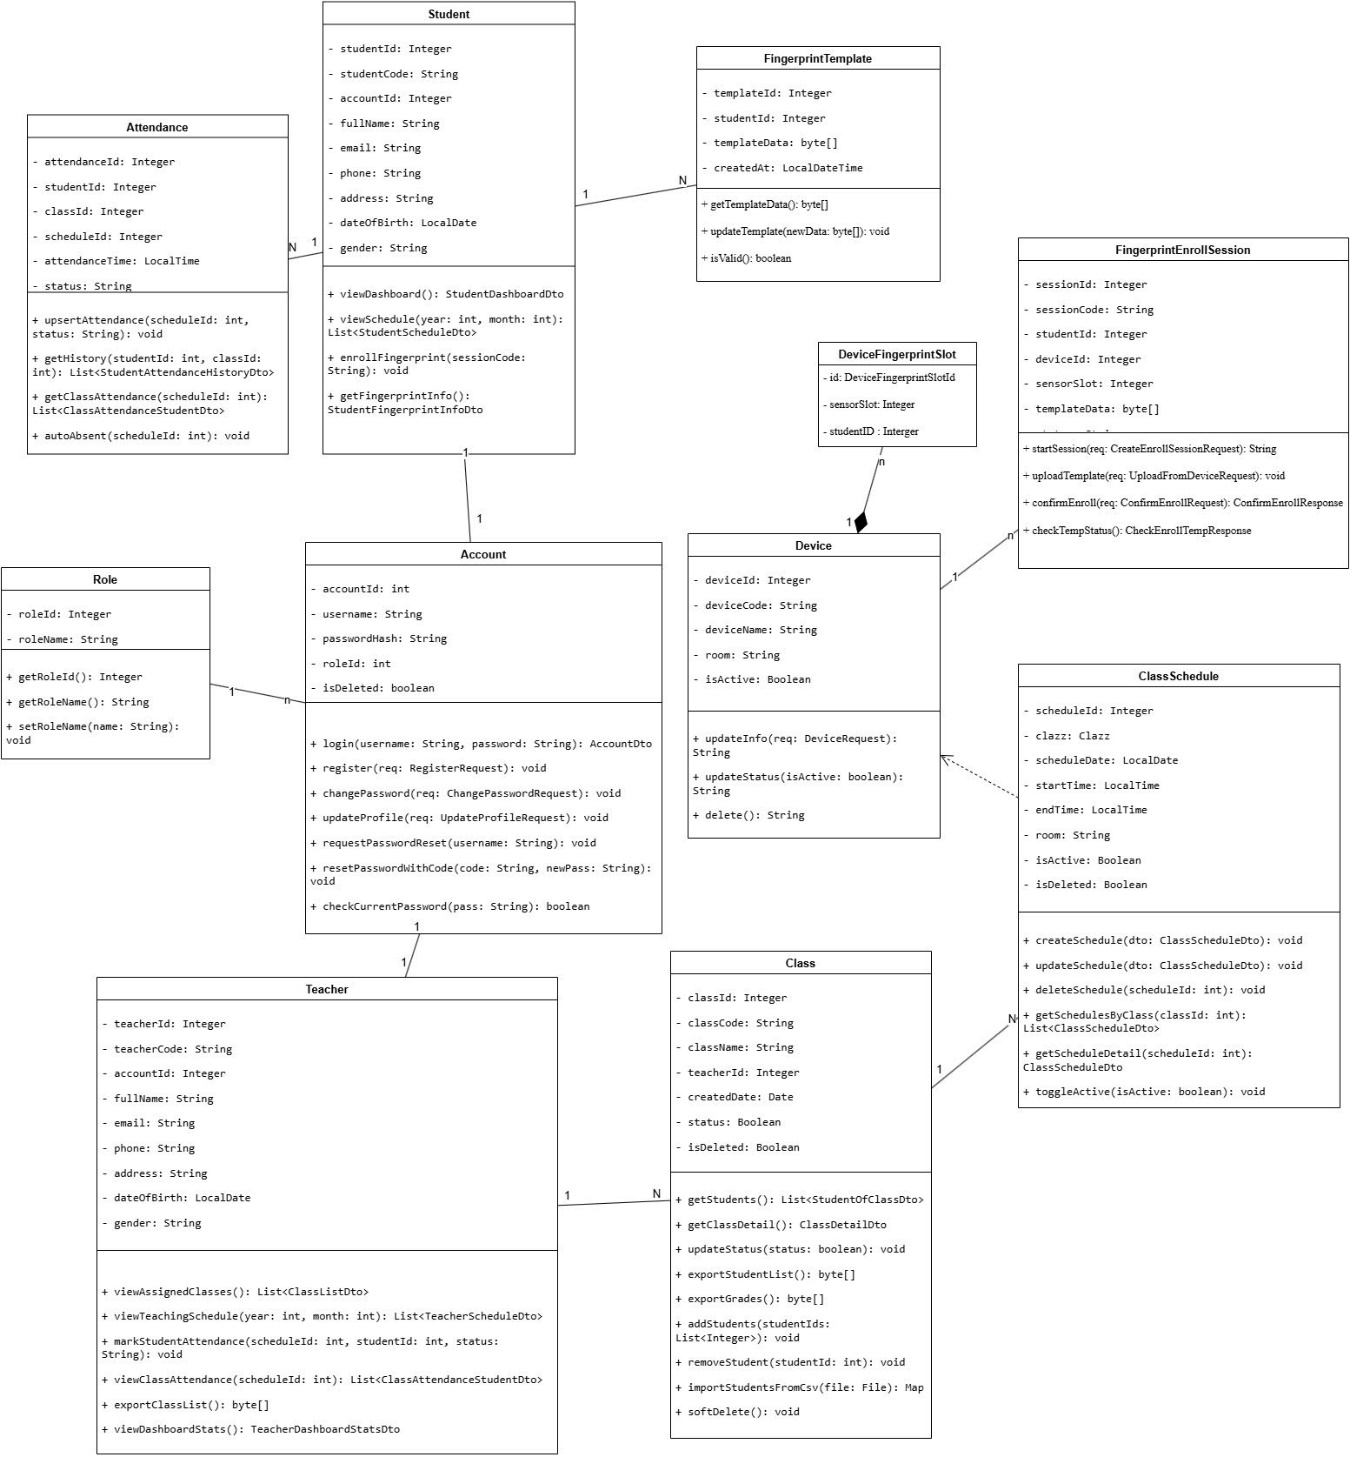 Student
- studentId: Integer
- studentCode: String
- accountId: Integer
- fullName: String
- email: String
- phone: String
- address: String
- dateOfBirth: LocalDate
- gender: String
+ viewDashboard(): StudentDashboardDto
+ viewSchedule(year: int, month: int):
List<StudentScheduleDto>
+ enrollFingerprint(sessionCode:
String): void
+ getFingerprintInfo():
StudentFingerprintInfoDto
FingerprintTemplate
- templateId: Integer
- studentId: Integer
- templateData: byte[]
- createdAt: LocalDateTime
+ getTemplateData(): byte[]
+ updateTemplate(newData: byte[]): void
+ isValid(): boolean
1
N
Attendance
- attendanceId: Integer
- studentId: Integer
- classId: Integer
- scheduleId: Integer
- attendanceTime: LocalTime
- status: String
+ upsertAttendance(scheduleId: int,
status: String): void
+ getHistory(studentId: int, classId:
int): List<StudentAttendanceHistoryDto>
+ getClassAttendance(scheduleId: int):
List<ClassAttendanceStudentDto>
+ autoAbsent(scheduleId: int): void
N
1
FingerprintEnrollSession
- sessionId: Integer
- sessionCode: String
- studentId: Integer
- deviceId: Integer
- sensorSlot: Integer
- templateData: byte[]
+ startSession(req: CreateEnrollSessionRequest): String
+ uploadTemplate(req: UploadFromDeviceRequest): void
+ confirmEnroll(req: ConfirmEnrollRequest): ConfirmEnrollResponse
+ checkTempStatus(): CheckEnrollTempResponse
DeviceFingerprintSlot
- id: DeviceFingerprintSlotId
- sensorSlot: Integer
- studentID : Interger
n
1
1
n
1
1
Device
- deviceId: Integer
- deviceCode: String
- deviceName: String
- room: String
- isActive: Boolean
+ updateInfo(req: DeviceRequest):
String
+ updateStatus(isActive: boolean):
String
+ delete(): String
Account
- accountId: int
- username: String
- passwordHash: String
- roleId: int
- isDeleted: boolean
+ login(username: String, password: String): AccountDto
+ register(req: RegisterRequest): void
+ changePassword(req: ChangePasswordRequest): void
+ updateProfile(req: UpdateProfileRequest): void
+ requestPasswordReset(username: String): void
+ resetPasswordWithCode(code: String, newPass: String):
void
+ checkCurrentPassword(pass: String): boolean
Role
- roleId: Integer
- roleName: String
+ getRoleId(): Integer
+ getRoleName(): String
+ setRoleName(name: String):
void
1
n
ClassSchedule
- scheduleId: Integer
- clazz: Clazz
- scheduleDate: LocalDate
- startTime: LocalTime
- endTime: LocalTime
- room: String
- isActive: Boolean
- isDeleted: Boolean
+ createSchedule(dto: ClassScheduleDto): void
+ updateSchedule(dto: ClassScheduleDto): void
+ deleteSchedule(scheduleId: int): void
+ getSchedulesByClass(classId: int):
List<ClassScheduleDto>
+ getScheduleDetail(scheduleId: int):
ClassScheduleDto
+ toggleActive(isActive: boolean): void
1
1
Teacher
- teacherId: Integer
- teacherCode: String
- accountId: Integer
- fullName: String
- email: String
- phone: String
- address: String
- dateOfBirth: LocalDate
- gender: String
+ viewAssignedClasses(): List<ClassListDto>
+ viewTeachingSchedule(year: int, month: int): List<TeacherScheduleDto>
+ markStudentAttendance(scheduleId: int, studentId: int, status:
String): void
+ viewClassAttendance(scheduleId: int): List<ClassAttendanceStudentDto>
+ exportClassList(): byte[]
+ viewDashboardStats(): TeacherDashboardStatsDto
1
N
Class
- classId: Integer
- classCode: String
- className: String
- teacherId: Integer
- createdDate: Date
- status: Boolean
- isDeleted: Boolean
+ getStudents(): List<StudentOfClassDto>
+ getClassDetail(): ClassDetailDto
+ updateStatus(status: boolean): void
+ exportStudentList(): byte[]
+ exportGrades(): byte[]
+ addStudents(studentIds:
List<Integer>): void
+ removeStudent(studentId: int): void
+ importStudentsFromCsv(file: File): Map
+ softDelete(): void
1
N